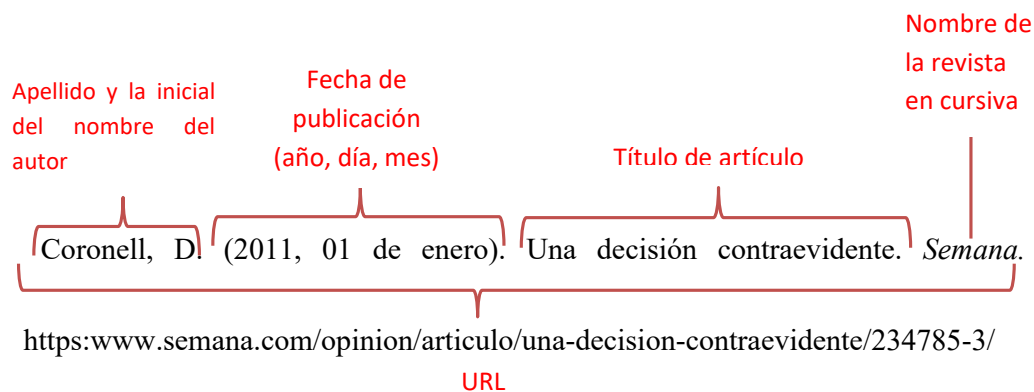 Nombre de
la revista
en cursiva
Fecha de
publicación
(año, día, mes)
Apellido y la inicial
del nombre del
autor
Título de artículo
Coronell, D. (2011, 01 de enero). Una decisión contraevidente. Semana.
https:www.semana.com/opinion/articulo/una-decision-contraevidente/234785-3/
URL